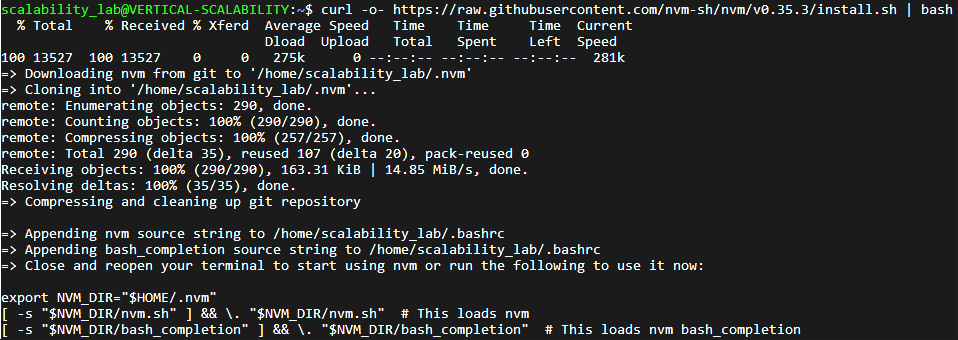 scalability_lab@VERTICAL-SCALABILITY:~$ curl -o- https://raw.githubusercontent.com/nvm-sh/nvm/v0.35.3/install.sh | bash
  % Total    % Received % Xferd  Average Speed   Time    Time     Time  Current
                                 Dload  Upload   Total   Spent    Left  Speed
100 13527  100 13527    0     0   275k      0 --:--:-- --:--:-- --:--:--  281k
=> Downloading nvm from git to '/home/scalability_lab/.nvm'
=> Cloning into '/home/scalability_lab/.nvm'...
remote: Enumerating objects: 290, done.
remote: Counting objects: 100% (290/290), done.
remote: Compressing objects: 100% (257/257), done.
remote: Total 290 (delta 35), reused 107 (delta 20), pack-reused 0
Receiving objects: 100% (290/290), 163.31 KiB | 14.85 MiB/s, done.
Resolving deltas: 100% (35/35), done.
=> Compressing and cleaning up git repository

=> Appending nvm source string to /home/scalability_lab/.bashrc
=> Appending bash_completion source string to /home/scalability_lab/.bashrc
=> Close and reopen your terminal to start using nvm or run the following to use it now:

export NVM_DIR="$HOME/.nvm"
[ -s "$NVM_DIR/nvm.sh" ] && \. "$NVM_DIR/nvm.sh"  # This loads nvm
[ -s "$NVM_DIR/bash_completion" ] && \. "$NVM_DIR/bash_completion"  # This loads nvm bash_completion